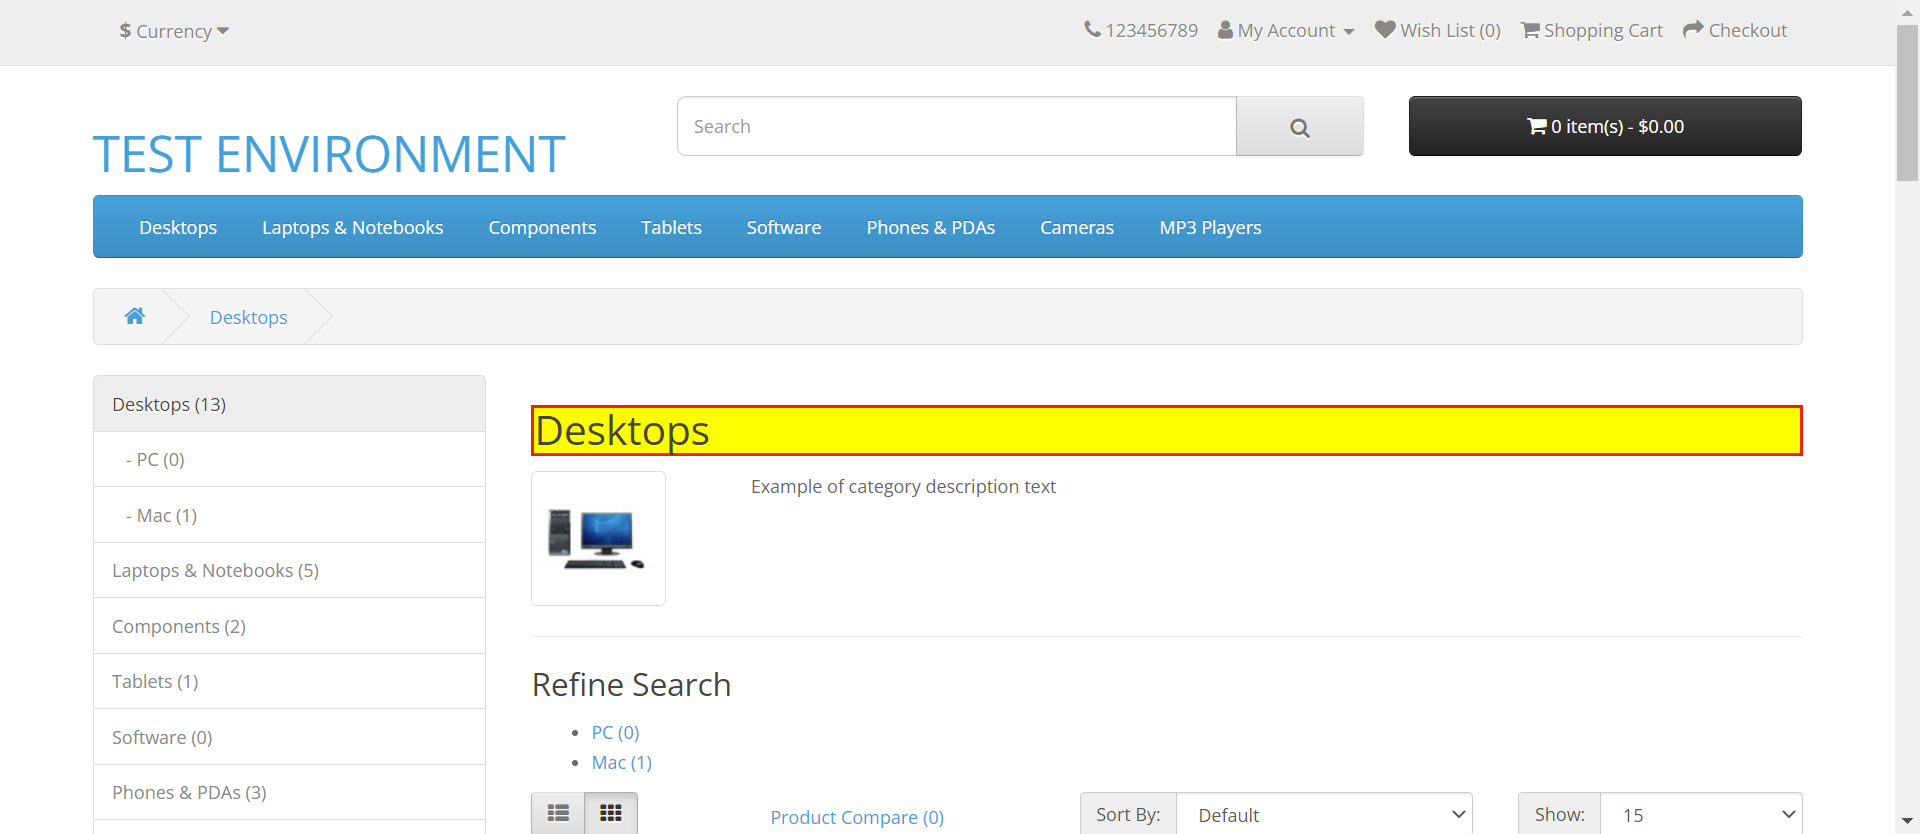 $ Currency
123456789 My Account Wish List (0) Shopping Cart Checkout
TEST ENVIRONMENT
Search
0 item(s) - $0.00
Desktops Laptops & Notebooks Components Tablets Software Phones & PDAs Cameras MP3 Players
Desktops
Desktops (13)
- PC (0)
- Mac (1)
Laptops & Notebooks (5)
Components (2)
Tablets (1)
Software (0)
Phones & PDAs (3)
Desktops
Example of category description text
Refine Search
PC (0)
Mac (1)
Product Compare (0)
Sort By: Default
Show: 15